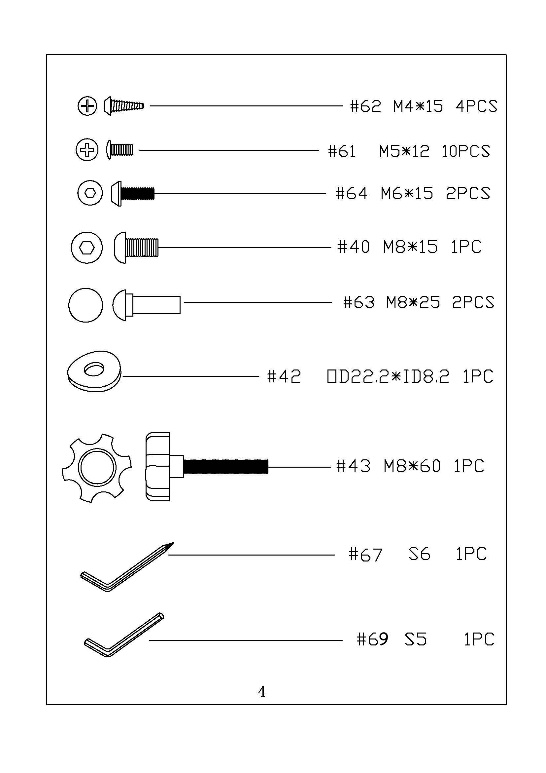 #62 M4*15 4PCS
#61 M5*12 10PCS
#64 M6*15 2PCS
#40 M8*15 1PC
#63 M8*25 2PCS
#42 OD22.2*ID8.2 1PC
#43 M8*60 1PC
#67 S6 1PC
#69 S5 1PC
4